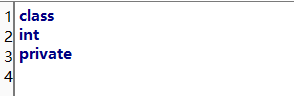 1 class
2 int
3 private
4